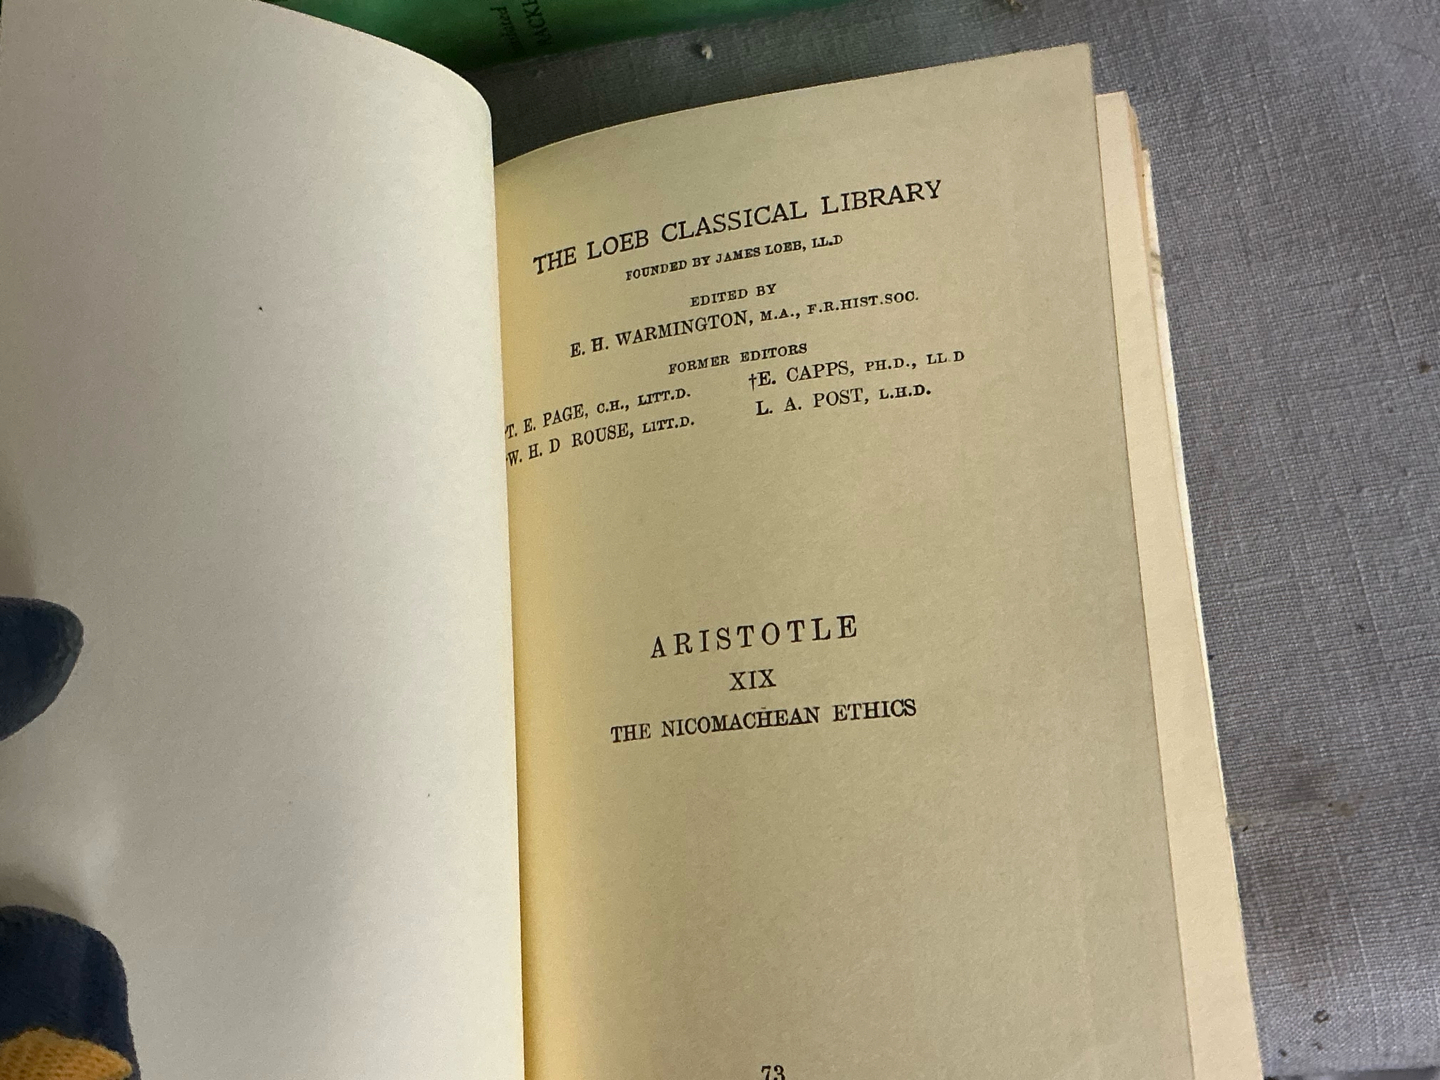 THE LOEB CLASSICAL LIBRARY
FOUNDED BY JAMES LOEB, LL.D
EDITED BY
E. H. WARMINGTON, M.A., F.R.HIST.SOC.
FORMER EDITORS
T. E. PAGE, C.H., LITT.D. †E. CAPPS, PH.D., LL D
W. H. D ROUSE, LITT.D. L. A. POST, L.H.D.
ARISTOTLE
XIX
THE NICOMACHEAN ETHICS
73